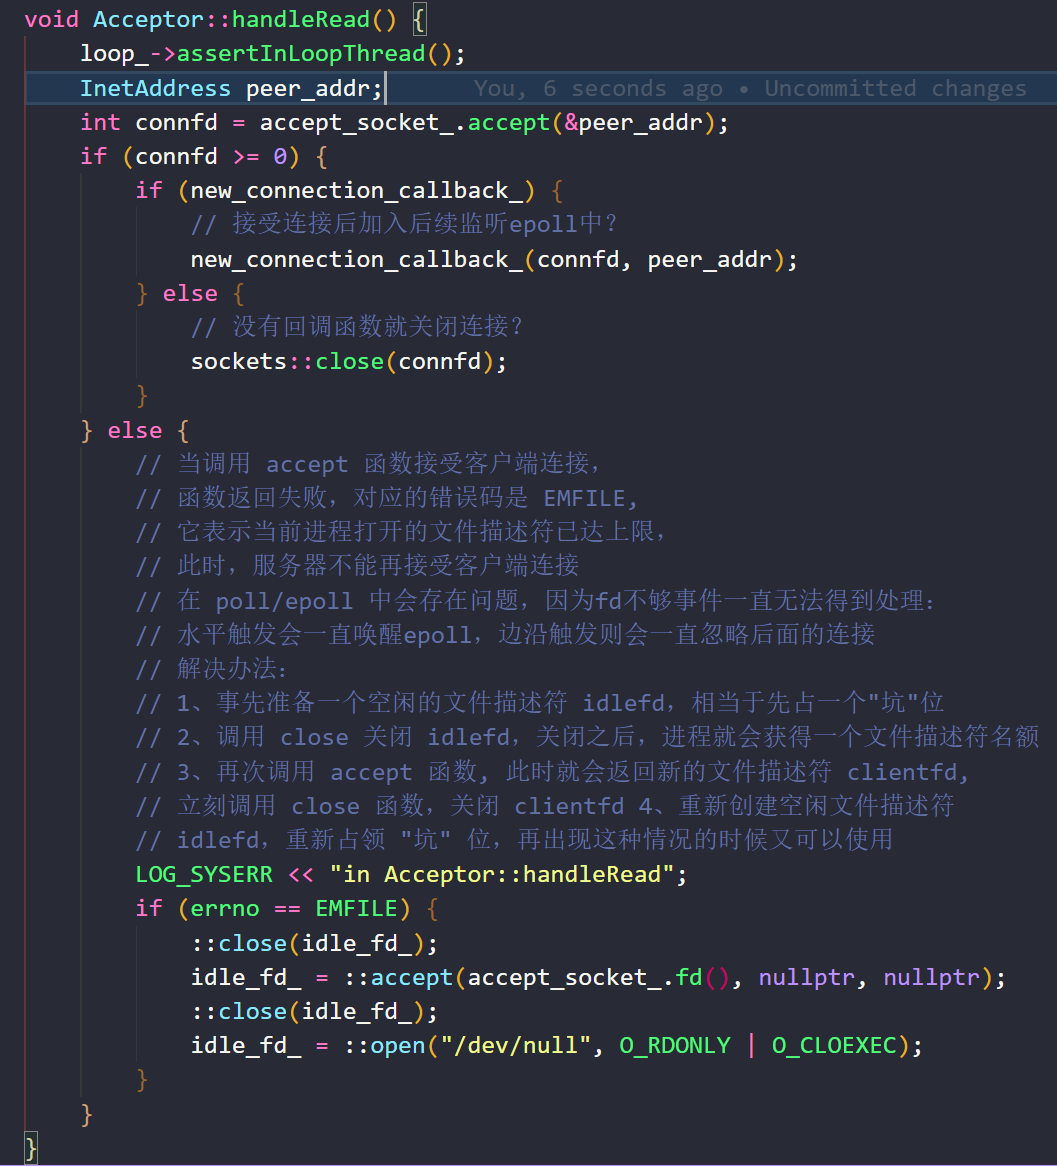 void Acceptor::handleRead() {
    loop_->assertInLoopThread();
    InetAddress peer_addr;        You, 6 seconds ago • Uncommitted changes
    int connfd = accept_socket_.accept(&peer_addr);
    if (connfd >= 0) {
        if (new_connection_callback_) {
            // 接受连接后加入后续监听epoll中?
            new_connection_callback_(connfd, peer_addr);
        } else {
            // 没有回调函数就关闭连接?
            sockets::close(connfd);
        }
    } else {
        // 当调用 accept 函数接受客户端连接，
        // 函数返回失败，对应的错误码是 EMFILE，
        // 它表示当前进程打开的文件描述符已达上限，
        // 此时，服务器不能再接受客户端连接
        // 在 poll/epoll 中会存在问题，因为fd不够事件一直无法得到处理：
        // 水平触发会一直唤醒epoll，边沿触发则会一直忽略后面的连接
        // 解决办法：
        // 1、事先准备一个空闲的文件描述符 idlefd，相当于先占一个"坑"位
        // 2、调用 close 关闭 idlefd，关闭之后，进程就会获得一个文件描述符名额
        // 3、再次调用 accept 函数, 此时就会返回新的文件描述符 clientfd,
        // 立刻调用 close 函数，关闭 clientfd 4、重新创建空闲文件描述符
        // idlefd，重新占领 "坑" 位，再出现这种情况的时候又可以使用
        LOG_SYSERR << "in Acceptor::handleRead";
        if (errno == EMFILE) {
            ::close(idle_fd_);
            idle_fd_ = ::accept(accept_socket_.fd(), nullptr, nullptr);
            ::close(idle_fd_);
            idle_fd_ = ::open("/dev/null", O_RDONLY | O_CLOEXEC);
        }
    }
}